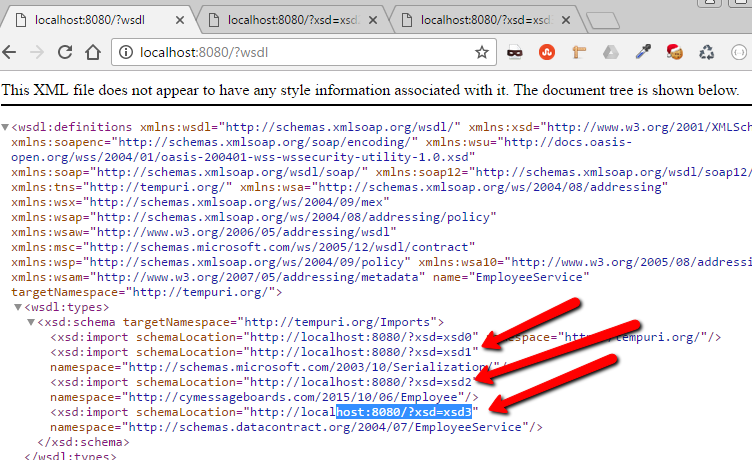 localhost:8080/?wsdl
localhost:8080/?xsd=xsd
localhost:8080/?xsd=xsd
localhost:8080/?wsdl
This XML file does not appear to have any style information associated with it. The document tree is shown below.
<wsdl:definitions xmlns:wsdl="http://schemas.xmlsoap.org/wsdl/" xmlns:xsd="http://www.w3.org/2001/XMLSch
xmlns:soapenc="http://schemas.xmlsoap.org/soap/encoding/" xmlns:wsu="http://docs.oasis-
open.org/wss/2004/01/oasis-200401-wss-wssecurity-utility-1.0.xsd"
xmlns:soap="http://schemas.xmlsoap.org/wsdl/soap/" xmlns:soap12="http://schemas.xmlsoap.org/wsdl/soap12/
xmlns:tns="http://tempuri.org/" xmlns:wsa="http://schemas.xmlsoap.org/ws/2004/08/addressing"
xmlns:wsx="http://schemas.xmlsoap.org/ws/2004/09/mex"
xmlns:wsap="http://schemas.xmlsoap.org/ws/2004/08/addressing/policy"
xmlns:wsaw="http://www.w3.org/2006/05/addressing/wsdl"
xmlns:msc="http://schemas.microsoft.com/ws/2005/12/wsdl/contract"
xmlns:wsp="http://schemas.xmlsoap.org/ws/2004/09/policy" xmlns:wsa10="http://www.w3.org/2005/08/addressi
xmlns:wsam="http://www.w3.org/2007/05/addressing/metadata" name="EmployeeService"
targetNamespace="http://tempuri.org/">
<wsdl:types>
<xsd:schema targetNamespace="http://tempuri.org/Imports">
<xsd:import schemaLocation="http://localhost:8080/?xsd=xsd0" espace="http://tempuri.org/"/>
<xsd:import schemaLocation="http://localhost:8080/?xsd=xsd1"
namespace="http://schemas.microsoft.com/2003/10/Serialization/"/>
<xsd:import schemaLocation="http://localhost:8080/?xsd=xsd2"
namespace="http://cymessageboards.com/2015/10/06/Employee"/>
<xsd:import schemaLocation="http://localhost:8080/?xsd=xsd3"
namespace="http://schemas.datacontract.org/2004/07/EmployeeService"/>
</xsd:schema>
</wsdl:types>